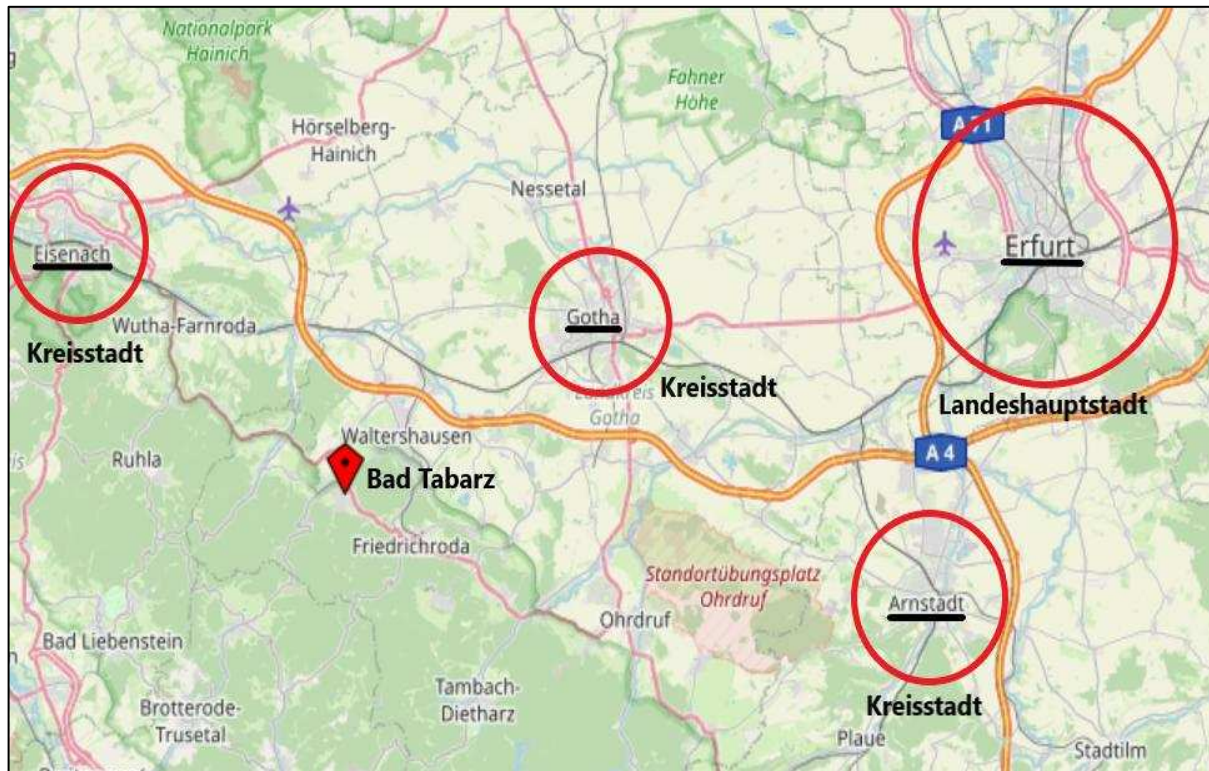 Nationalpark
Hainich
Fahner
Höhe
Hörselberg-
Hainich
A 71
Nessetal
Eisenach
Erfurt
Gotha
Wutha-Farnroda
Kreisstadt
Kreisstadt
Landkreis
Gotha
Landeshauptstadt
Waltershausen
A 4
Ruhla
Bad Tabarz
Friedrichroda
Standortübungsplatz
Ohrdruf
Arnstadt
Ohrdruf
Bad Liebenstein
Tambach-
Dietharz
Brotterode-
Trusetal
Kreisstadt
Plaue
Stadtilm